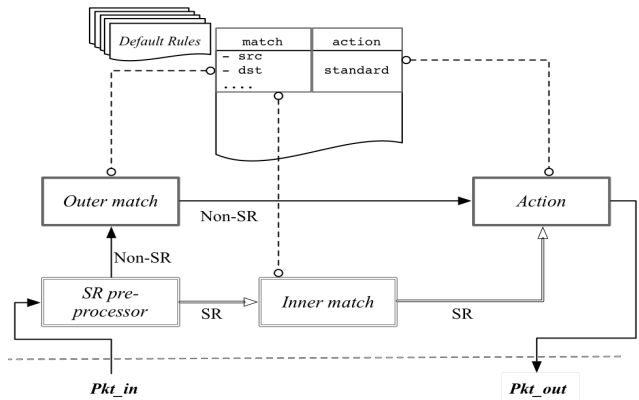 Default Rules
match action
– src
– dst standard
....
Outer match
Non-SR
Action
Non-SR
SR pre-
processor
SR
Inner match
SR
Pkt_in
Pkt_out